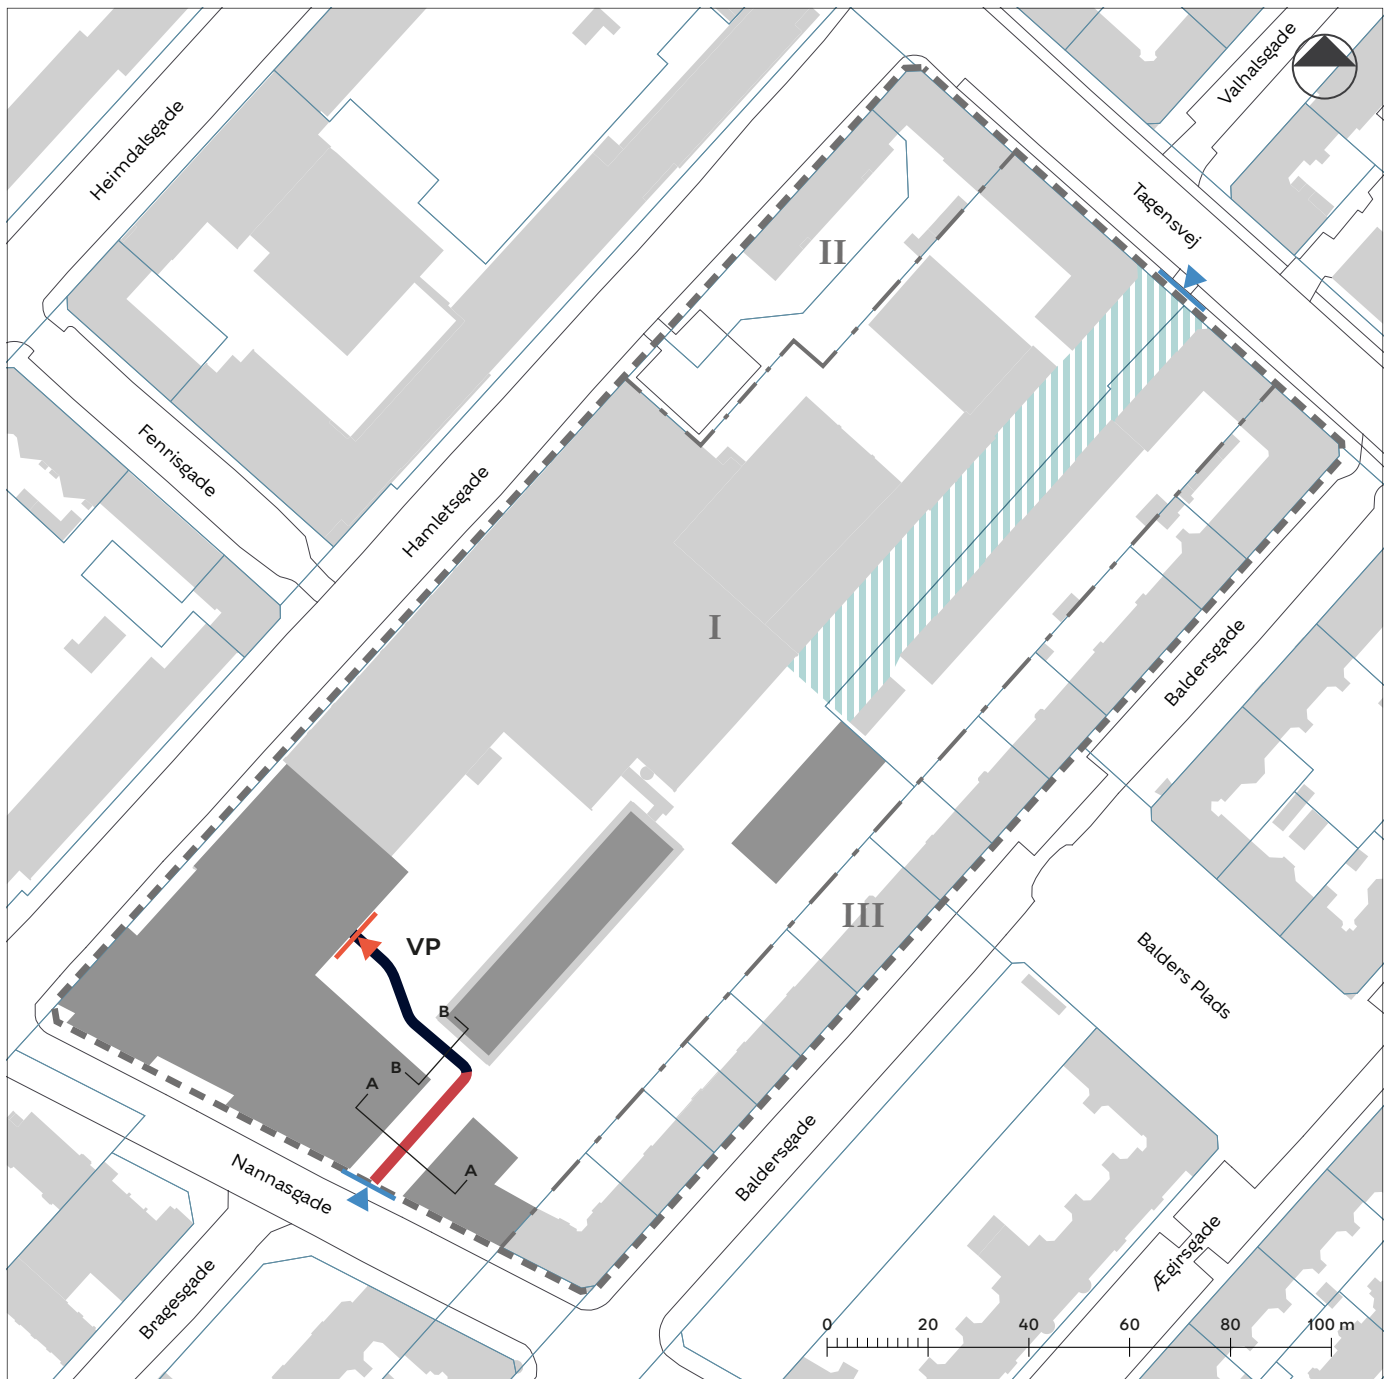 Valhalsgade
Heimdalsgade
Tagensvej
II
Fenrisgade
Hamletsgade
I
Baldersgade
III
VP
Balders Plads
B
B
A
A
Nannasgade
Baldersgade
Ægirsgade
Bragesgade
0 20 40 60 80 100 m